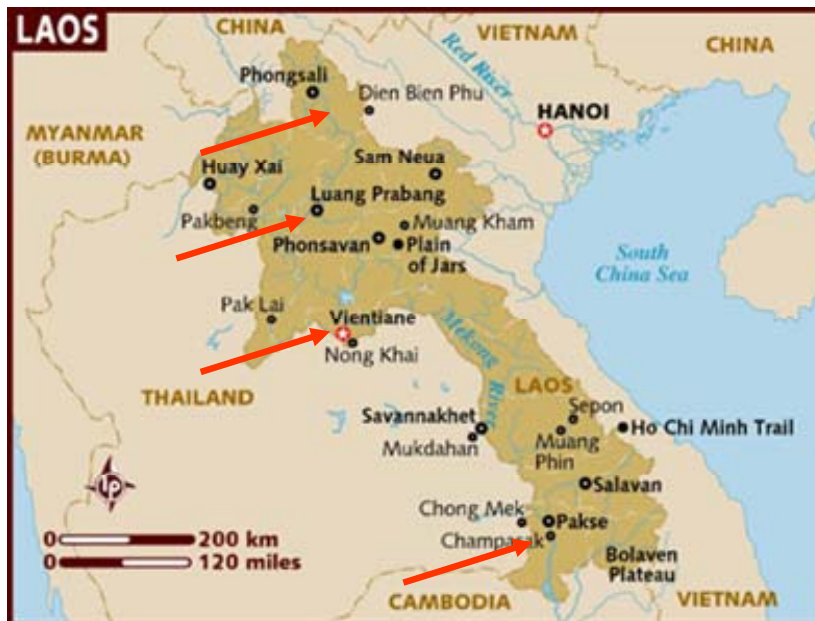 LAOS
CHINA
VIETNAM
CHINA
Red River
Phongsali
Dien Bien Phu
HANOI
MYANMAR
(BURMA)
Huay Xai
Sam Neua
Luang Prabang
Pakbeng
Muang Kham
Phonsavan
Plain
of Jars
South
China Sea
Pak Lai
Vientiane
Nong Khai
Mekong River
THAILAND
LAOS
Savannakhet
Sepon
Ho Chi Minh Trail
Mukdahan
Muang
Phin
LP
Salavan
Chong Mek
Pakse
Champasak
0 200 km
0 120 miles
Bolaven
Plateau
CAMBODIA
VIETNAM